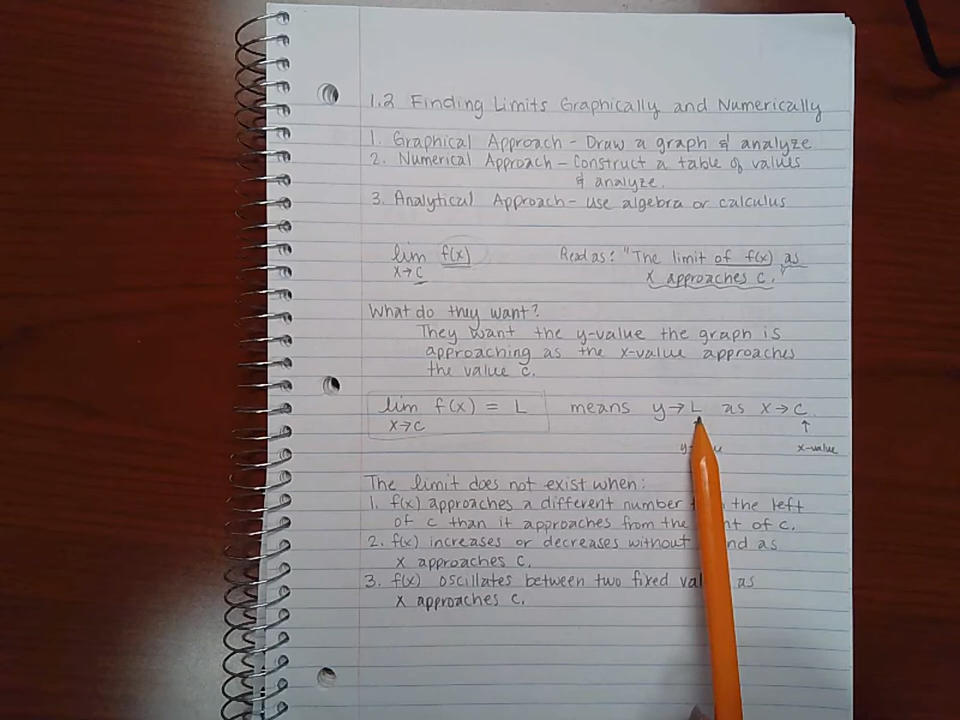 1.2 Finding Limits Graphically and Numerically
1. Graphical Approach - Draw a graph & analyze
2. Numerical Approach - Construct a table of values
& analyze.
3. Analytical Approach - Use algebra or calculus
lim f(x) Read as: "The limit of f(x) as
x→c x approaches c."
What do they want?
They want the y-value the graph is
approaching as the x-value approaches
the value c.
lim f(x) = L means y→L as x→c.
x→c ↑
x-value
The limit does not exist when:
1. f(x) approaches a different number the left
of c than it approaches from the of c.
2. f(x) increases or decreases without as
x approaches c.
3. f(x) oscillates between two fixed as
x approaches c.